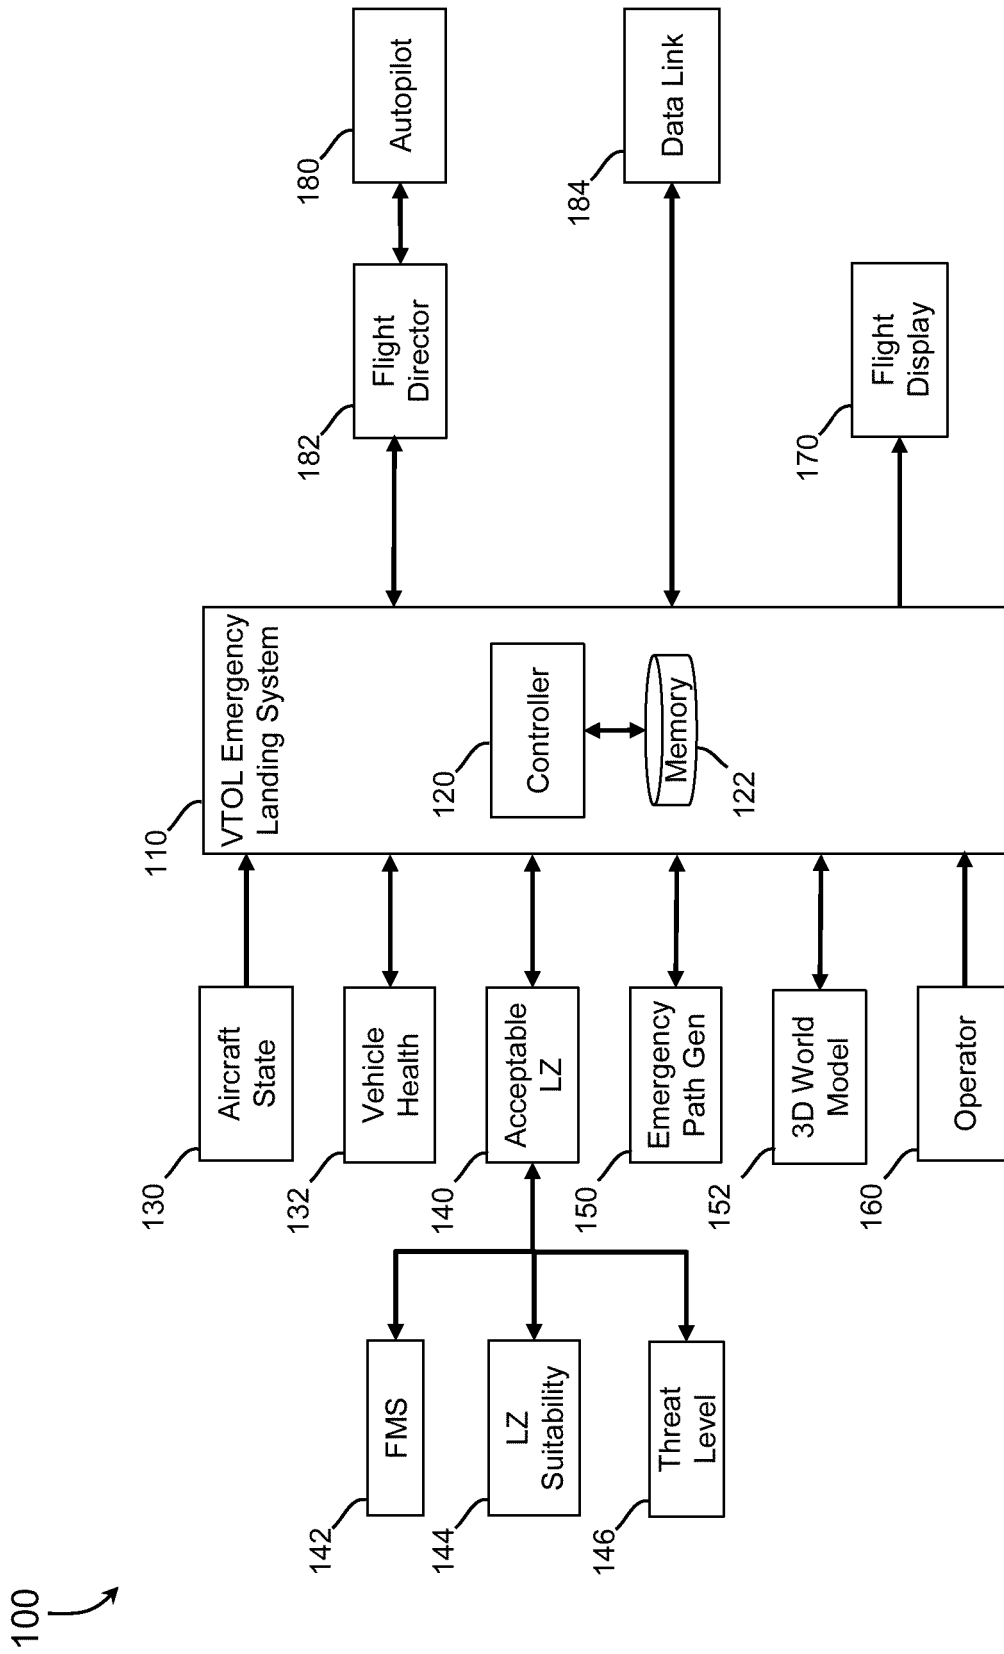 100
142
FMS
144
LZ
Suitability
146
Threat
Level
130
Aircraft
State
132
Vehicle
Health
140
Acceptable
LZ
150
Emergency
Path Gen
152
3D World
Model
160
Operator
110
VTOL Emergency
Landing System
120
Controller
Memory
122
182
Flight
Director
180
Autopilot
184
Data Link
170
Flight
Display